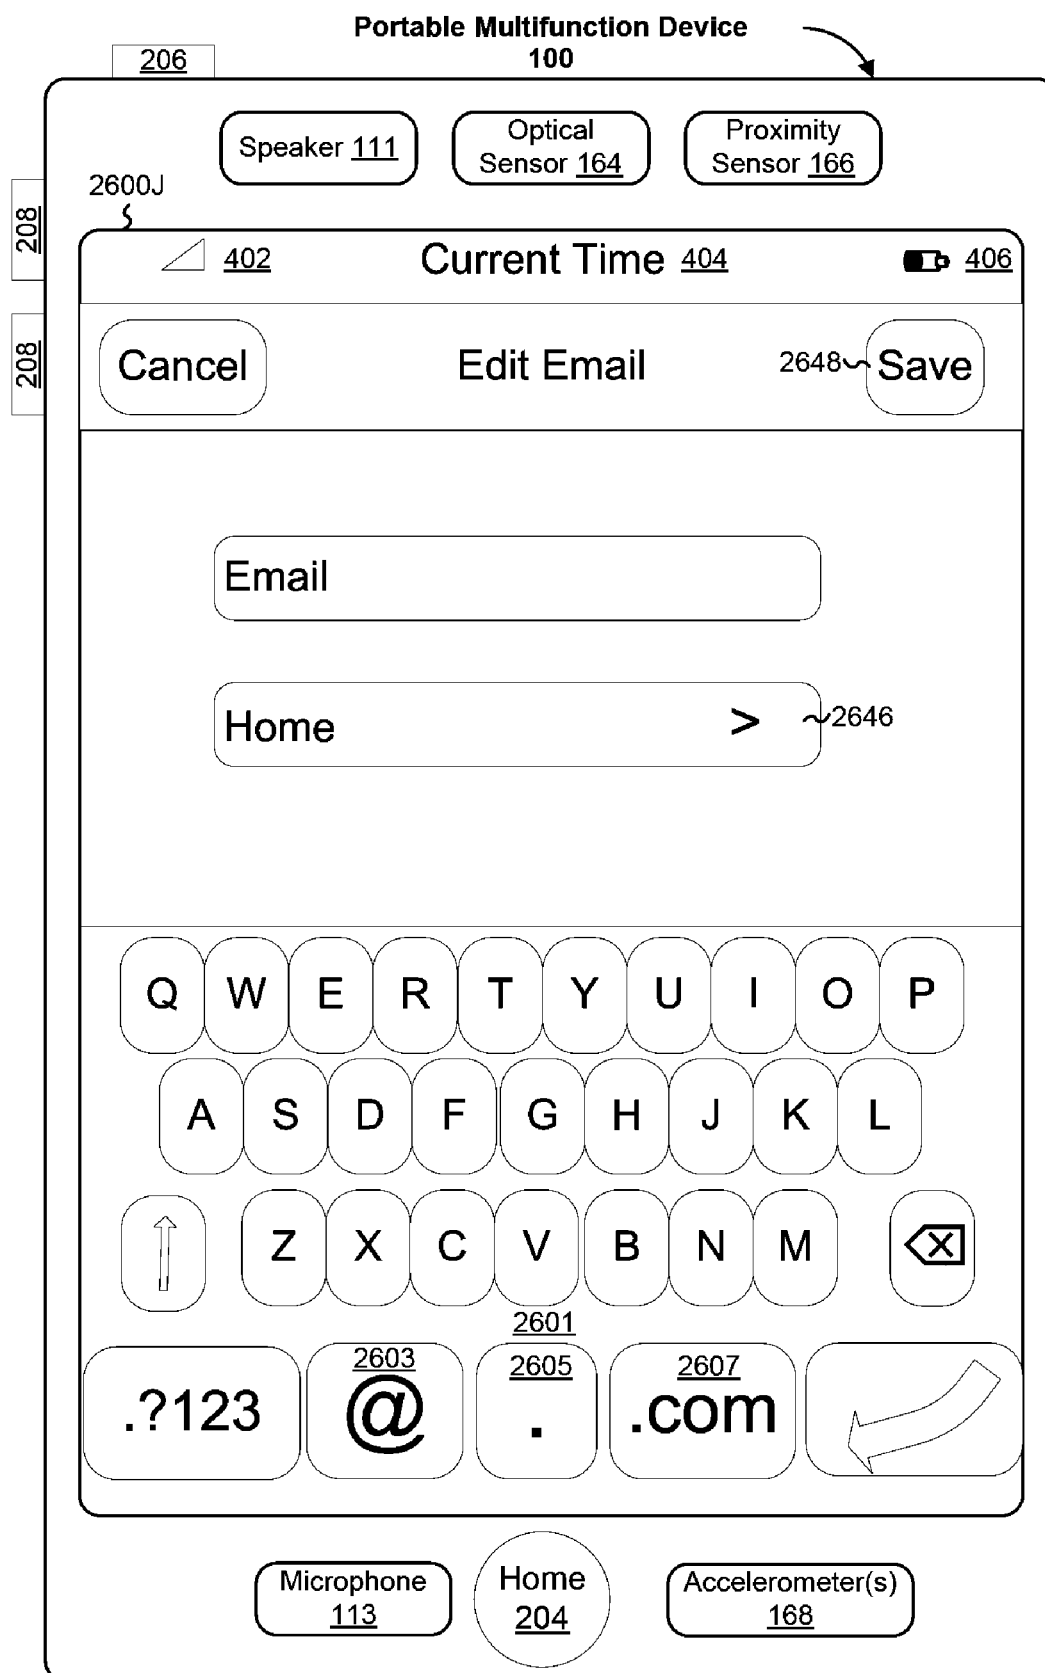 Portable Multifunction Device
100
206
Speaker 111
Optical
Sensor 164
Proximity
Sensor 166
2600J
208
208
402
Current Time 404
406
Cancel
Edit Email
2648
Save
Email
Home >
2646
Q W E R T Y U I O P
A S D F G H J K L
Z X C V B N M
2601
2603
2605
2607
.?123 @ . .com
Microphone
113
Home
204
Accelerometer(s)
168